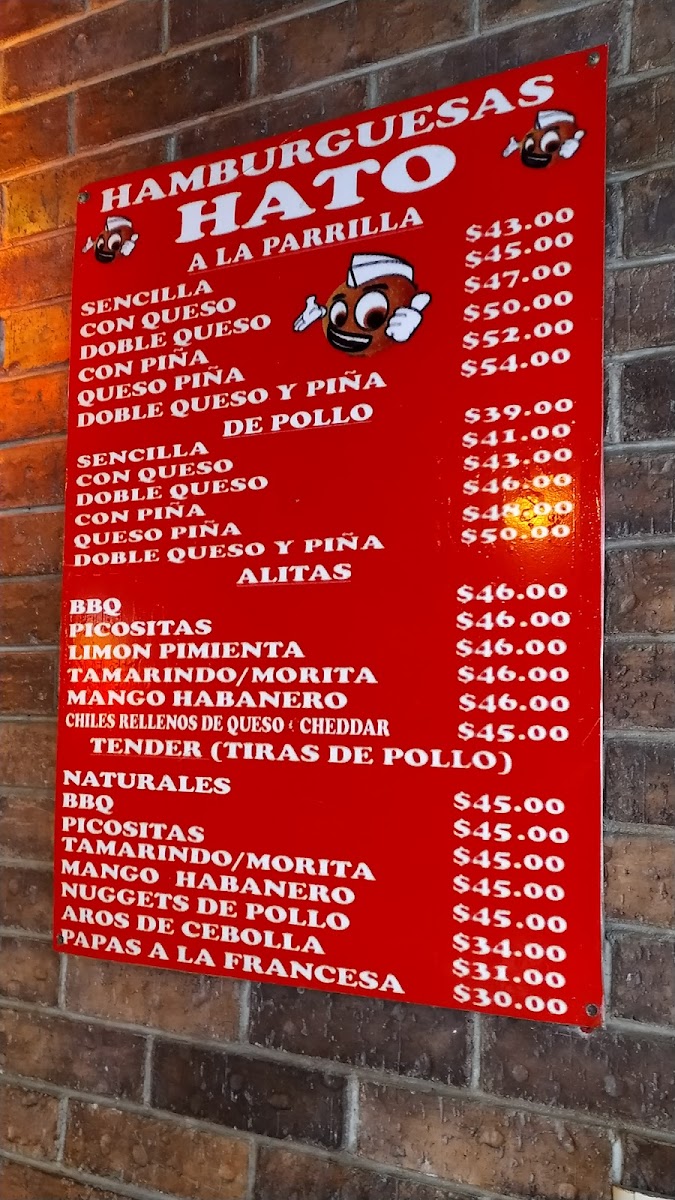 HAMBURGUESAS
HATO
A LA PARRILLA
SENCILLA $43.00
CON QUESO $45.00
DOBLE QUESO $47.00
CON PIÑA $50.00
QUESO PIÑA $52.00
DOBLE QUESO Y PIÑA $54.00
DE POLLO
SENCILLA $39.00
CON QUESO $41.00
DOBLE QUESO $43.00
CON PIÑA $46.00
QUESO PIÑA $48.00
DOBLE QUESO Y PIÑA $50.00
ALITAS
BBQ $46.00
PICOSITAS $46.00
LIMON PIMIENTA $46.00
TAMARINDO/MORITA $46.00
MANGO HABANERO $46.00
CHILES RELLENOS DE QUESO CHEDDAR $45.00
TENDER (TIRAS DE POLLO)
NATURALES $45.00
BBQ $45.00
PICOSITAS $45.00
TAMARINDO/MORITA $45.00
MANGO HABANERO $45.00
NUGGETS DE POLLO $34.00
AROS DE CEBOLLA $31.00
PAPAS A LA FRANCESA $30.00